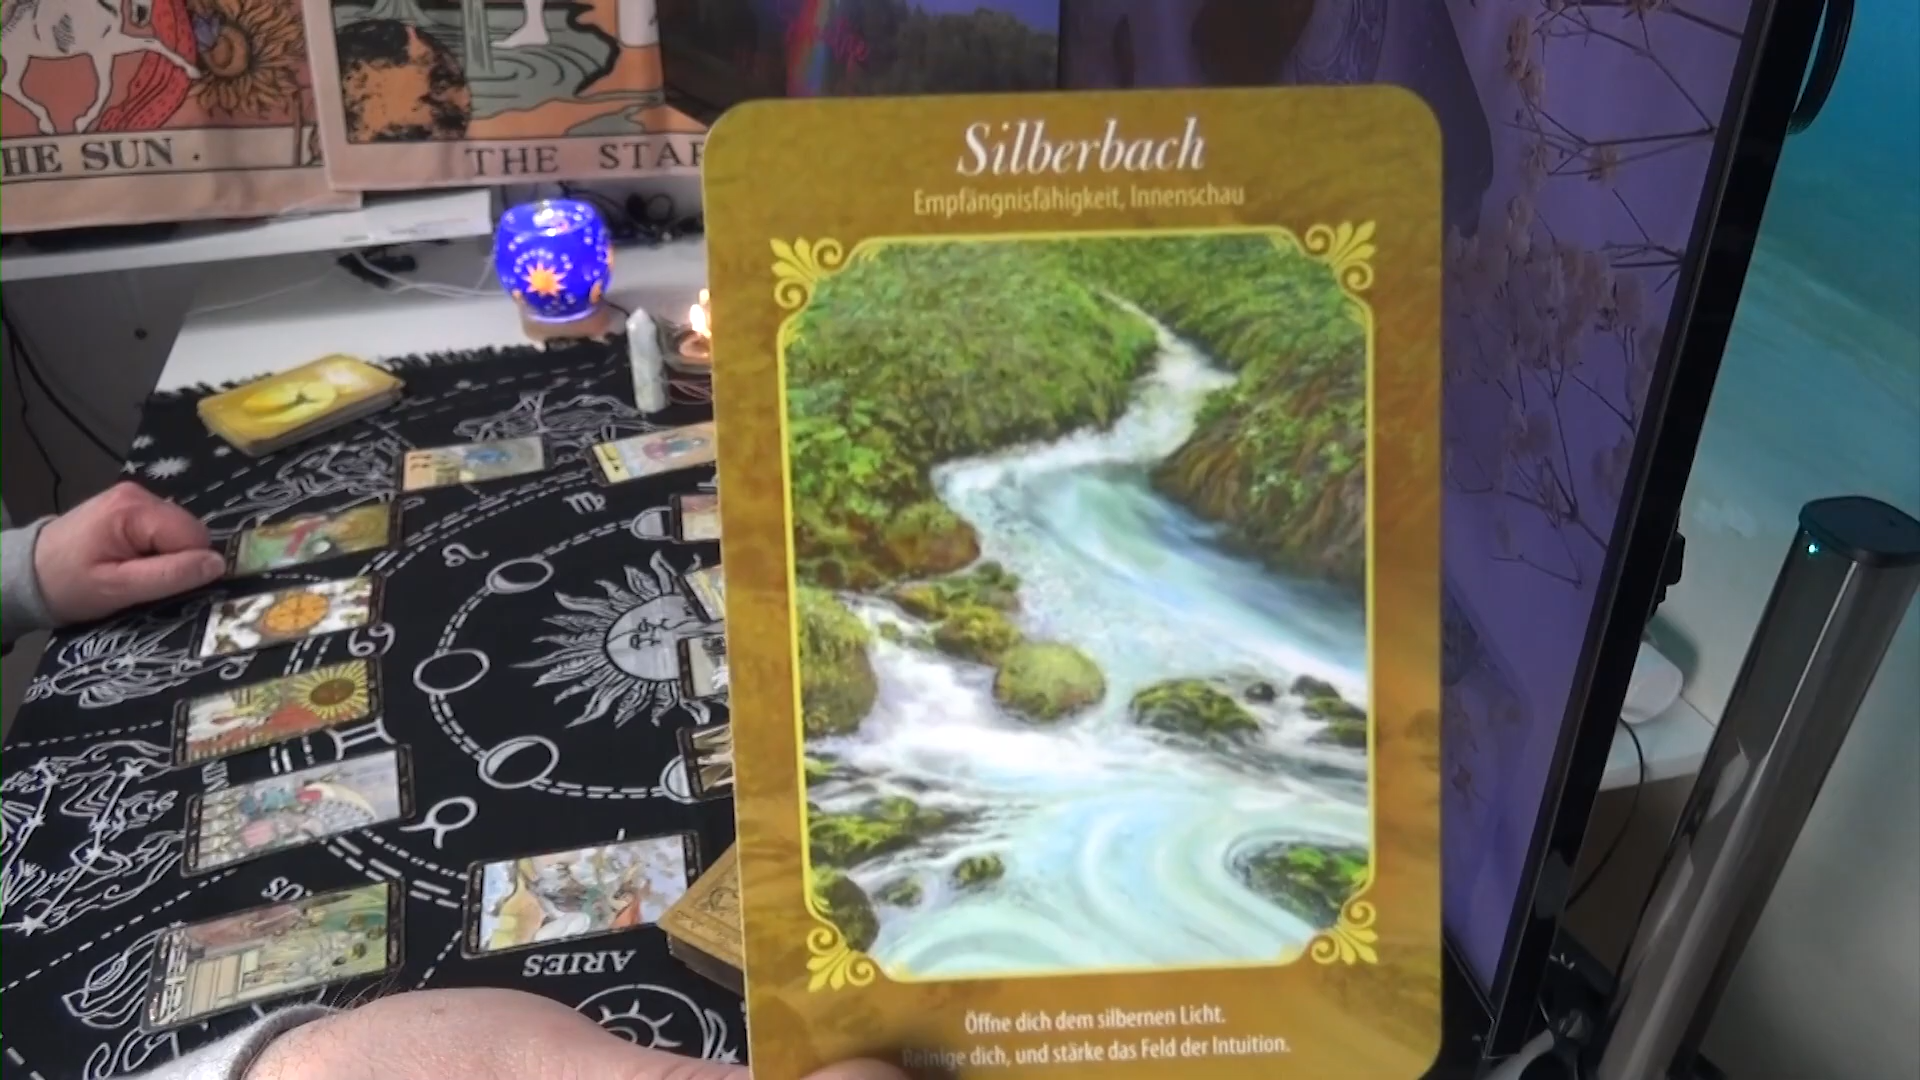 HE SUN .
THE STAR
Silberbach
Empfängnisfähigkeit, Innenschau
ARIES
Öffne dich dem silbernen Licht.
Reinige dich, und stärke das Feld der Intuition.